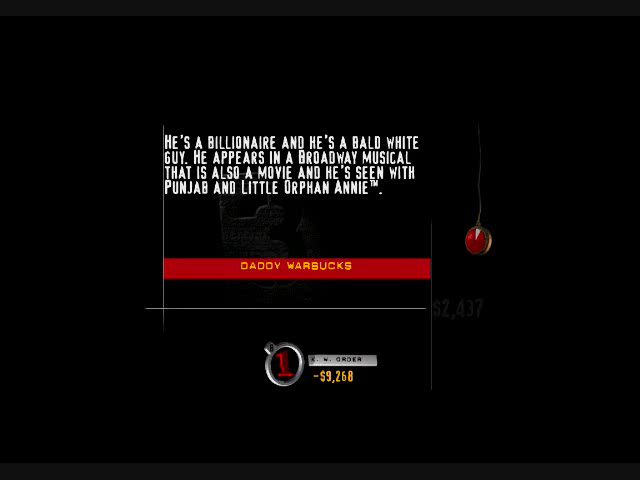 He's a billionaire and he's a bald white
guy. He appears in a Broadway musical
that is also a movie and he's seen with
Punjab and Little Orphan Annie™.
DADDY WARBUCKS
$2,437
1
K. W. ORDER
-$9,268